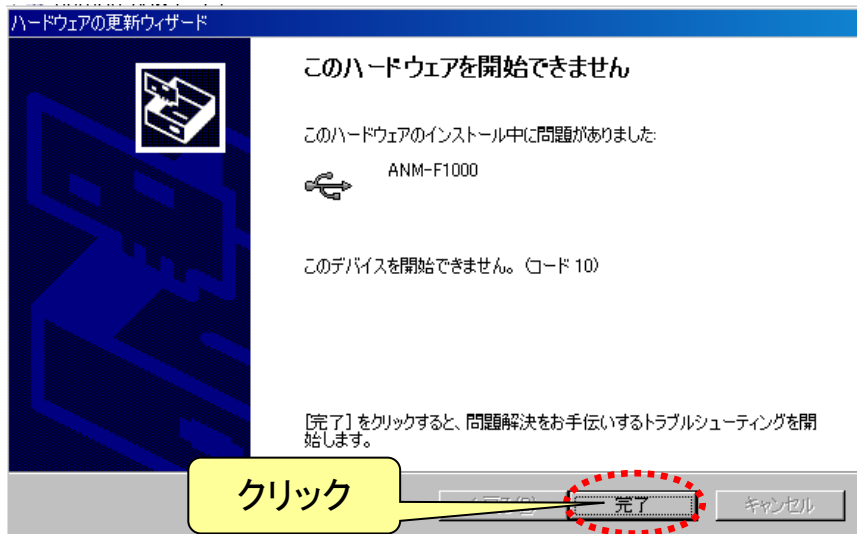 ハードウェアの更新ウィザード
このハードウェアを開始できません
このハードウェアのインストール中に問題がありました:
ANM-F1000
このデバイスを開始できません。 (コード 10)
[完了] をクリックすると、問題解決をお手伝いするトラブルシューティングを開
始します。
クリック
完了
キャンセル